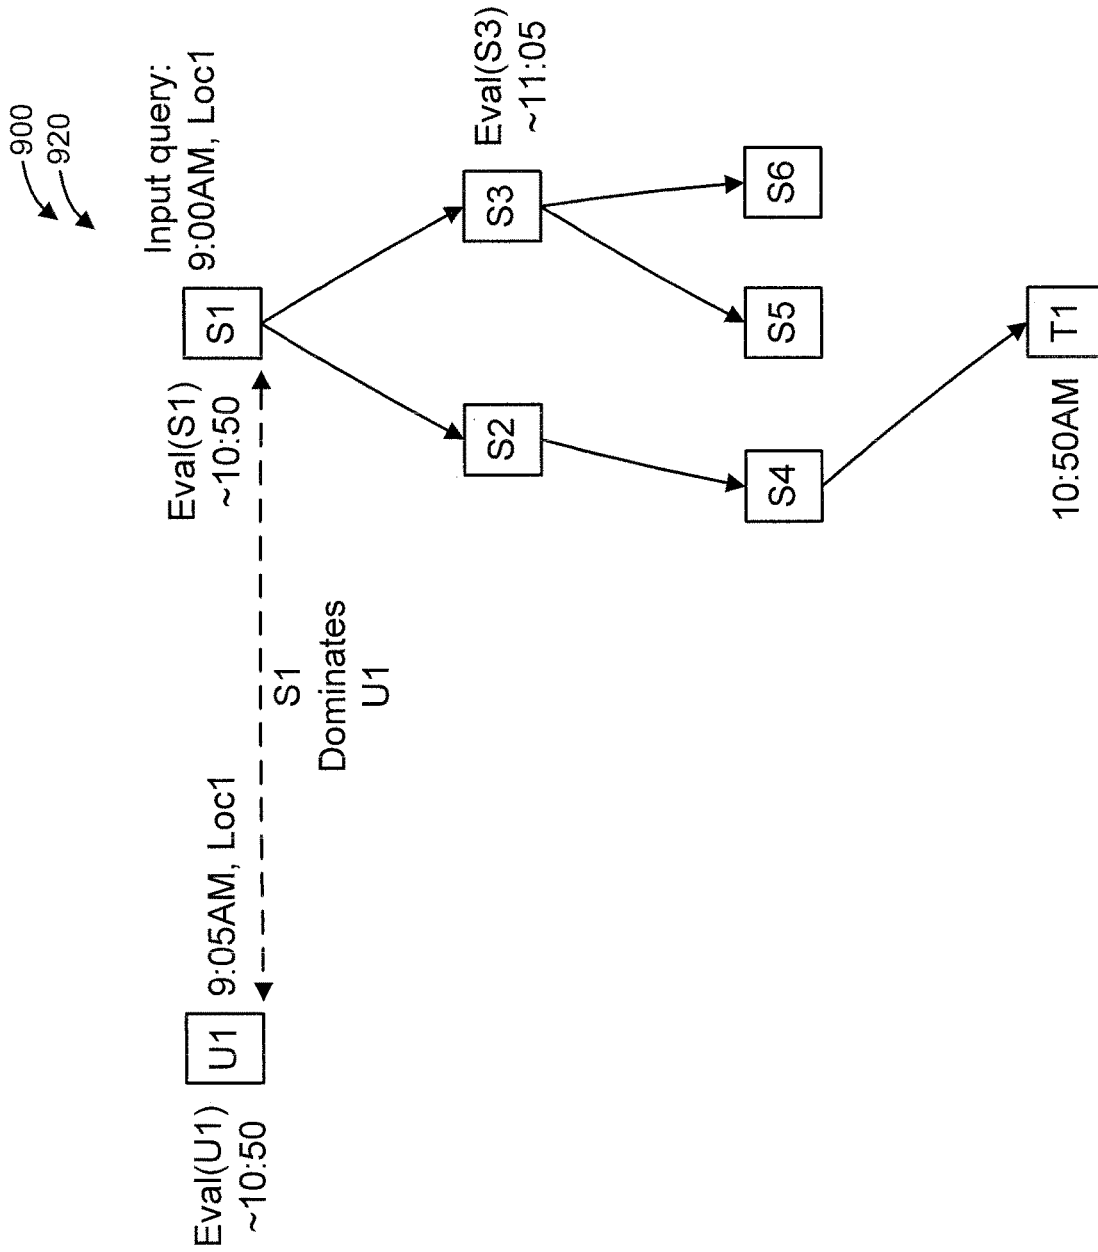 900
920
Input query:
9:00AM, Loc1
Eval(S1)
~10:50
S1
Eval(U1)
~10:50
U1
9:05AM, Loc1
S1
Dominates
U1
S2
S3
Eval(S3)
~11:05
S4
S5
S6
10:50AM
T1